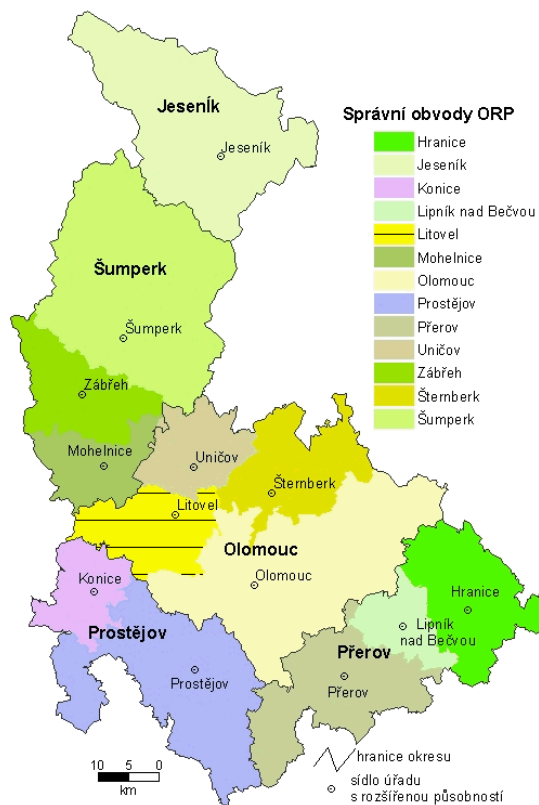 Jeseník
Jeseník
Šumperk
Šumperk
Zábřeh
Mohelnice
Uničov
Šternberk
Litovel
Olomouc
Olomouc
Konice
Prostějov
Prostějov
Hranice
Lipník
nad Bečvou
Přerov
Přerov
Správní obvody ORP
Hranice
Jeseník
Konice
Lipník nad Bečvou
Litovel
Mohelnice
Olomouc
Prostějov
Přerov
Uničov
Zábřeh
Šternberk
Šumperk
10 5 0
km
hranice okresu
sídlo úřadu
s rozšířenou působností